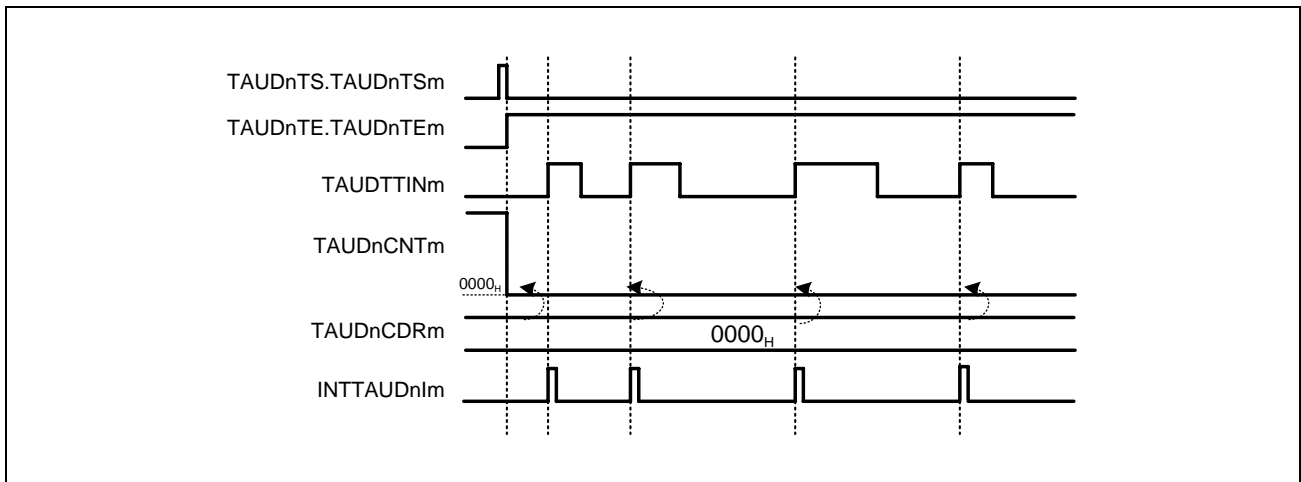 TAUDnTS.TAUDnTSm
TAUDnTE.TAUDnTEm
TAUDTTINm
TAUDnCNTm
0000H
TAUDnCDRm
0000H
INTTAUDnIm